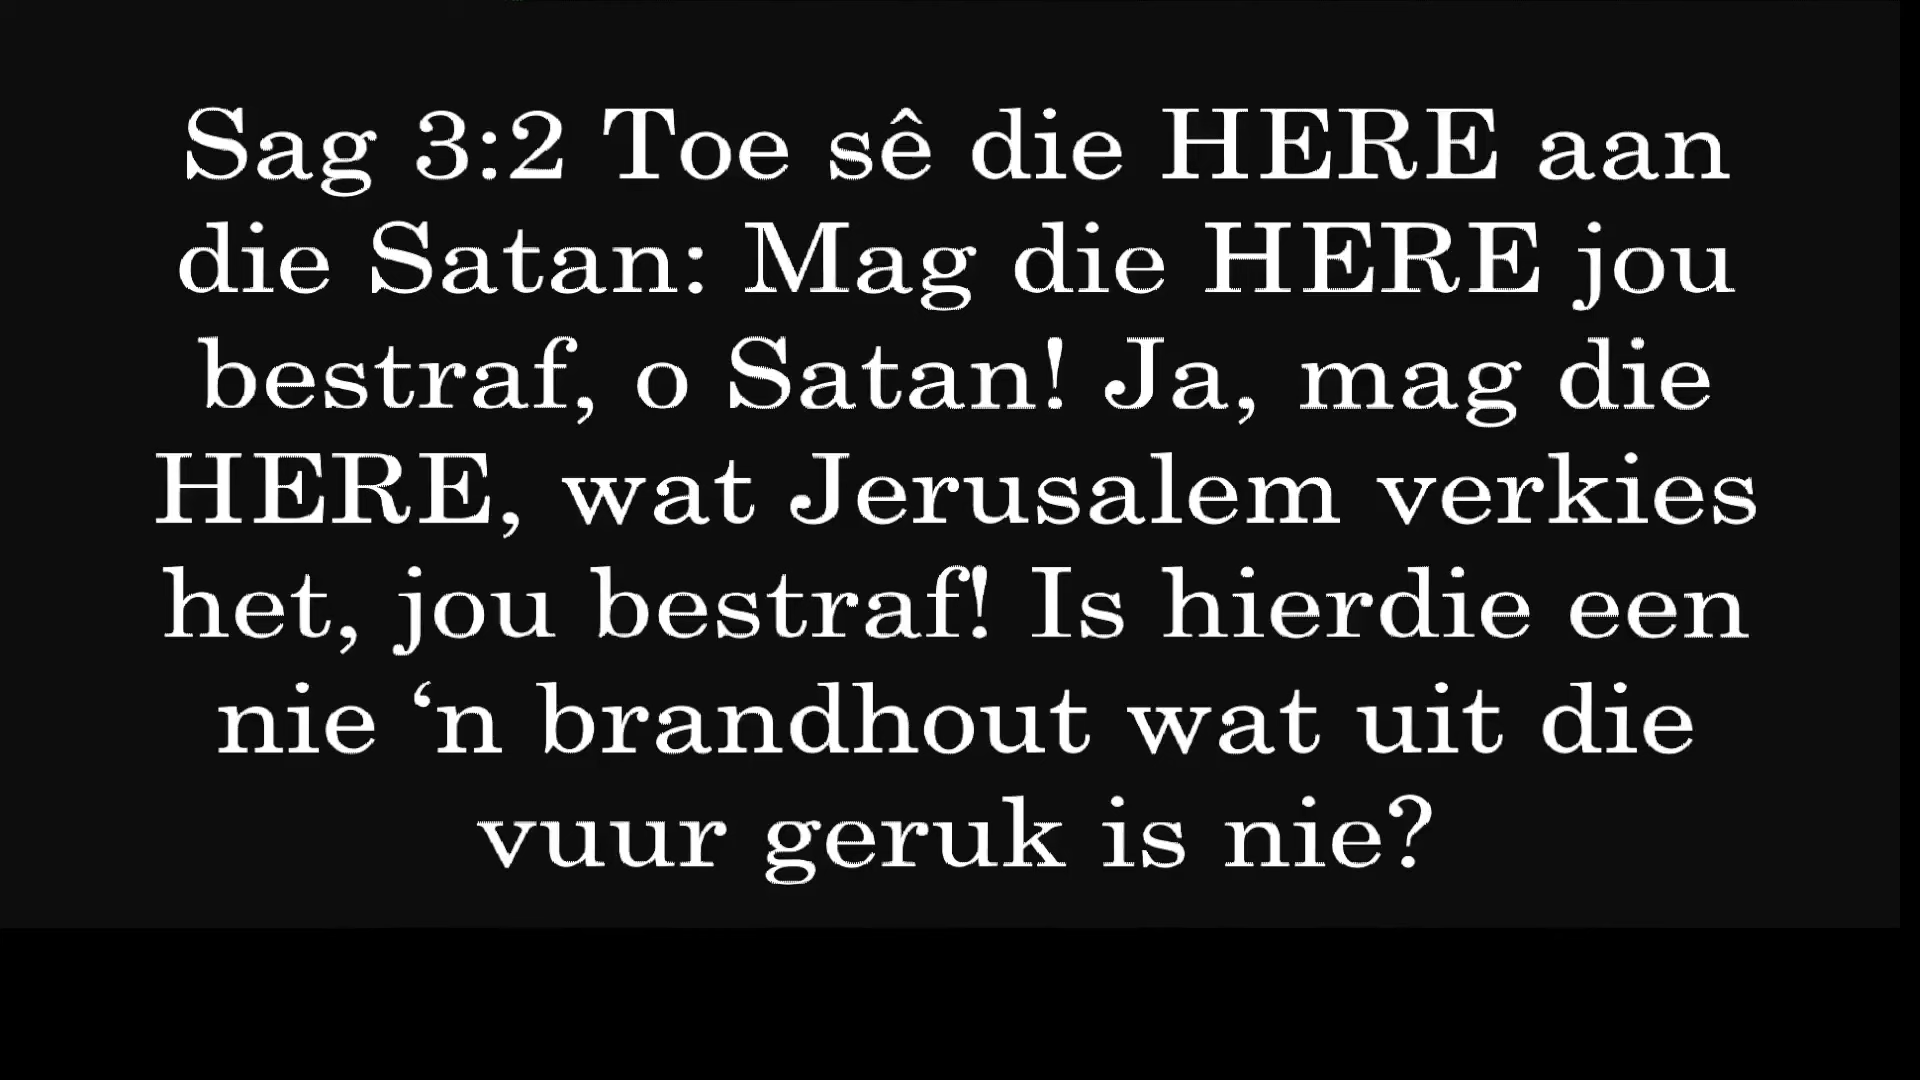 Sag 3:2 Toe sê die HERE aan
die Satan: Mag die HERE jou
bestraf, o Satan! Ja, mag die
HERE, wat Jerusalem verkies
het, jou bestraf! Is hierdie een
nie ‘n brandhout wat uit die
vuur geruk is nie?